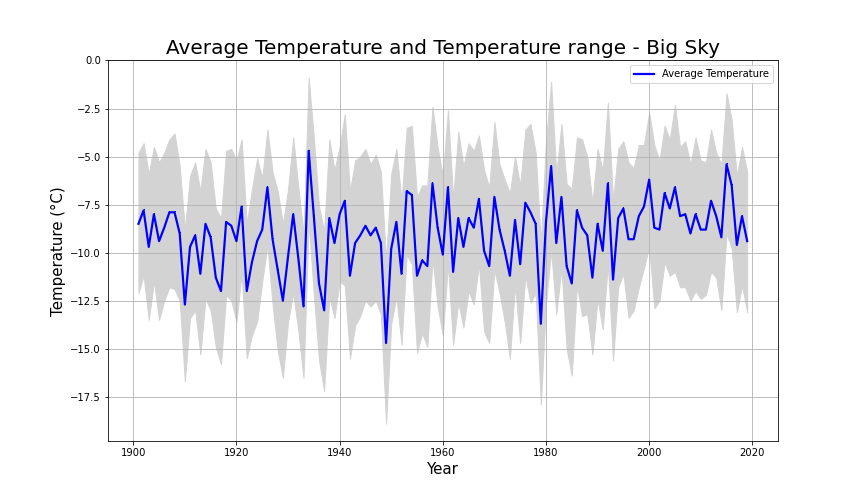 Average Temperature and Temperature range - Big Sky
Average Temperature
Temperature (°C)
0.0
−2.5
−5.0
−7.5
−10.0
−12.5
−15.0
−17.5
1900 1920 1940 1960 1980 2000 2020
Year